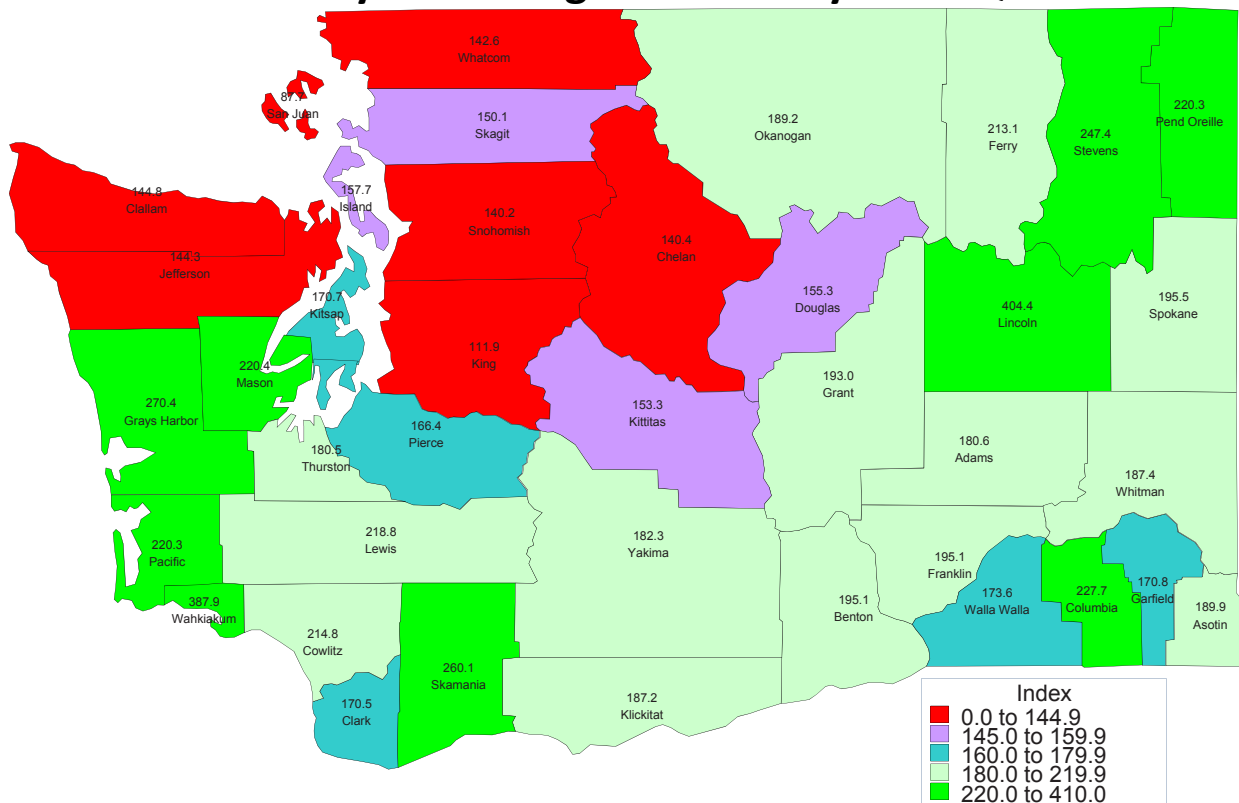 142.6
Whatcom
87.7
San Juan
150.1
Skagit
189.2
Okanogan
213.1
Ferry
247.4
Stevens
220.3
Pend Oreille
144.8
Clallam
157.7
Island
140.2
Snohomish
140.4
Chelan
144.3
Jefferson
170.7
Kitsap
155.3
Douglas
404.4
Lincoln
195.5
Spokane
111.9
King
220.4
Mason
193.0
Grant
270.4
Grays Harbor
153.3
Kittitas
166.4
Pierce
180.5
Thurston
180.6
Adams
187.4
Whitman
218.8
Lewis
182.3
Yakima
220.3
Pacific
195.1
Franklin
387.9
Wahkiakum
195.1
Benton
173.6
Walla Walla
227.7
Columbia
170.8
Garfield
189.9
Asotin
214.8
Cowlitz
260.1
Skamania
187.2
Klickitat
170.5
Clark
Index
0.0 to 144.9
145.0 to 159.9
160.0 to 179.9
180.0 to 219.9
220.0 to 410.0